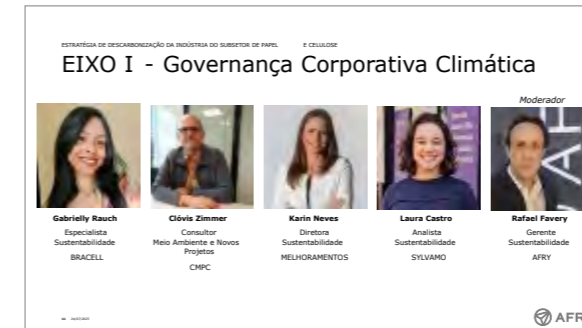 ESTRATÉGIA DE DESCARBONIZAÇÃO DA INDÚSTRIA DO SUBSETOR DE PAPEL E CELULOSE
EIXO I - Governança Corporativa Climática
Moderador
Gabrielly Rauch
Especialista
Sustentabilidade
BRACELL
Clóvis Zimmer
Consultor
Meio Ambiente e Novos
Projetos
CMPC
Karin Neves
Diretora
Sustentabilidade
MELHORAMENTOS
Laura Castro
Analista
Sustentabilidade
SYLVAMO
Rafael Favery
Gerente
Sustentabilidade
AFRY
AFR